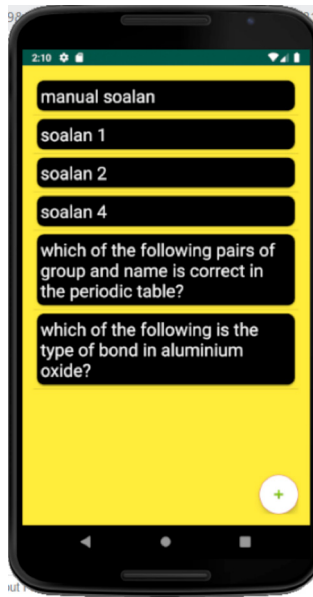 2:10
manual soalan
soalan 1
soalan 2
soalan 4
which of the following pairs of
group and name is correct in
the periodic table?
which of the following is the
type of bond in aluminium
oxide?
+